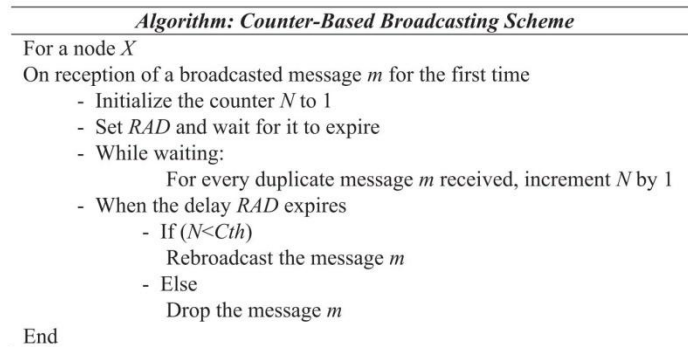 Algorithm: Counter-Based Broadcasting Scheme
For a node X
On reception of a broadcasted message m for the first time
- Initialize the counter N to 1
- Set RAD and wait for it to expire
- While waiting:
For every duplicate message m received, increment N by 1
- When the delay RAD expires
- If (N<Cth)
Rebroadcast the message m
- Else
Drop the message m
End